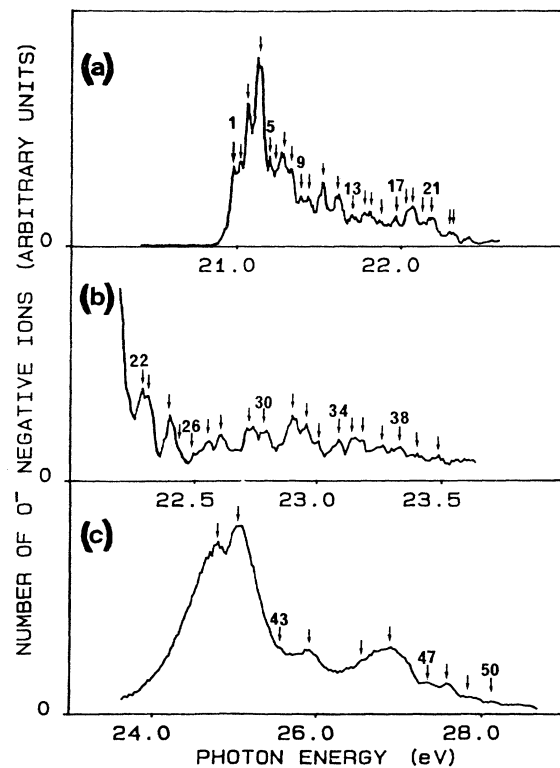 NUMBER OF O⁻ NEGATIVE IONS (ARBITRARY UNITS)
(a)
1
5
9
13
17
21
0
21.0 22.0
(b)
22
26
30
34
38
0
22.5 23.0 23.5
(c)
43
47
50
0
24.0 26.0 28.0
PHOTON ENERGY (eV)